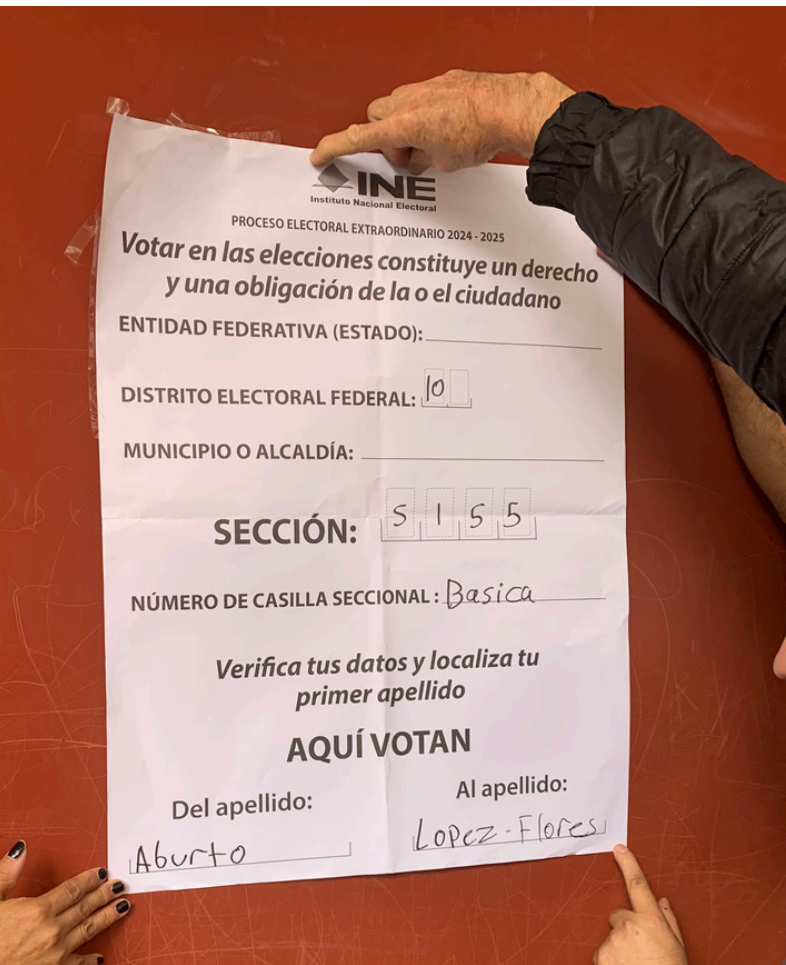 INE
Instituto Nacional Electoral
PROCESO ELECTORAL EXTRAORDINARIO 2024 - 2025
Votar en las elecciones constituye un derecho
y una obligación de la o el ciudadano
ENTIDAD FEDERATIVA (ESTADO):
DISTRITO ELECTORAL FEDERAL: 10
MUNICIPIO O ALCALDÍA:
SECCIÓN: 5155
NÚMERO DE CASILLA SECCIONAL: Basica
Verifica tus datos y localiza tu
primer apellido
AQUÍ VOTAN
Del apellido: Al apellido:
Aburto Lopez-Flores